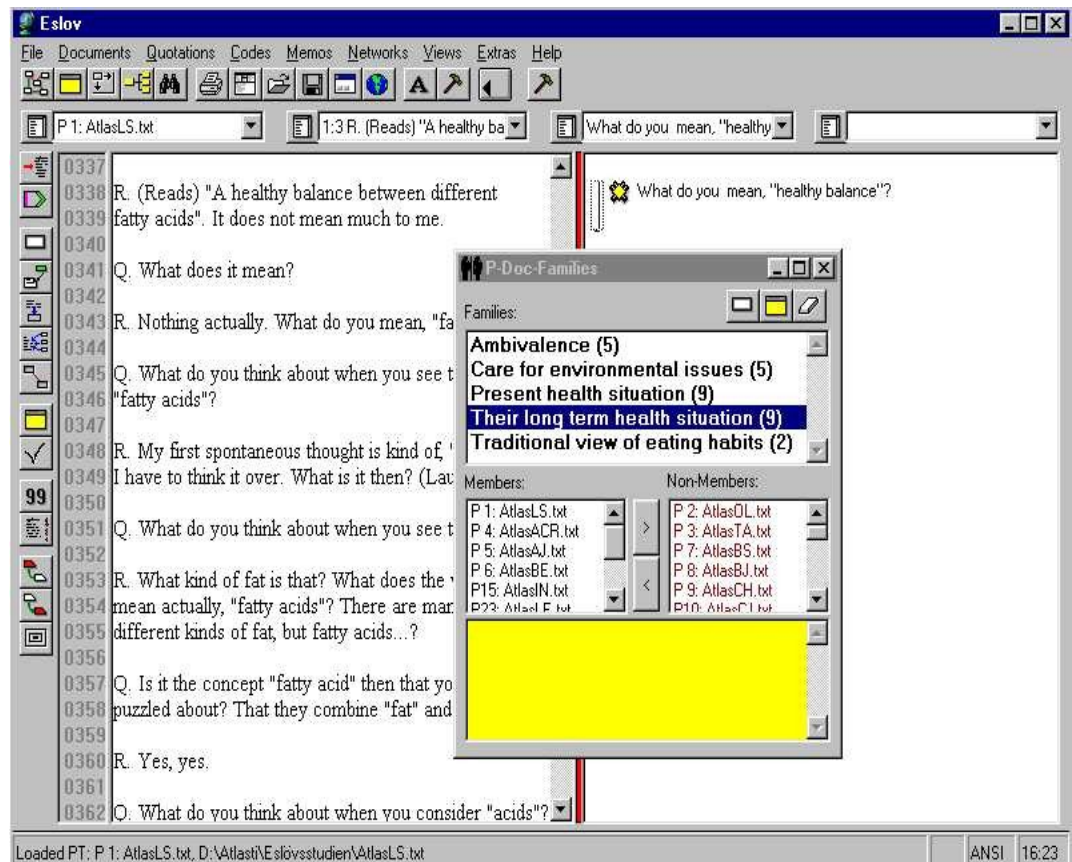 Eslov
File Documents Quotations Codes Memos Networks Views Extras Help
A
P 1: AtlasLS.txt
1:3 R. (Reads) "A healthy ba
What do you mean, "healthy
0337
0338 R. (Reads) "A healthy balance between different
0339 fatty acids". It does not mean much to me.
0340
0341 Q. What does it mean?
0342
0343 R. Nothing actually. What do you mean, "fa
0344
0345 Q. What do you think about when you see t
0346 "fatty acids"?
0347
0348 R. My first spontaneous thought is kind of, "
0349 I have to think it over. What is it then? (Lau
0350
0351 Q. What do you think about when you see t
0352
0353 R. What kind of fat is that? What does the
0354 mean actually, "fatty acids"? There are mar
0355 different kinds of fat, but fatty acids...?
0356
0357 Q. Is it the concept "fatty acid" then that yo
0358 puzzled about? That they combine "fat" and
0359
0360 R. Yes, yes.
0361
0362 Q. What do you think about when you consider "acids"?
99
What do you mean, "healthy balance"?
P-Doc-Families
Families:
Ambivalence (5)
Care for environmental issues (5)
Present health situation (9)
Their long term health situation (9)
Traditional view of eating habits (2)
Members:
P 1: AtlasLS.txt
P 4: AtlasACR.txt
P 5: AtlasAJ.txt
P 6: AtlasBE.txt
P15: AtlasIN.txt
P23: AtlasLE.txt
>
<
Non-Members:
P 2: AtlasOL.txt
P 3: AtlasTA.txt
P 7: AtlasBS.txt
P 8: AtlasBJ.txt
P 9: AtlasCH.txt
P10: AtlasCJ.txt
Loaded PT: P 1: AtlasLS.txt, D:\Atlasti\Eslövsstudien\AtlasLS.txt
ANSI 16:23